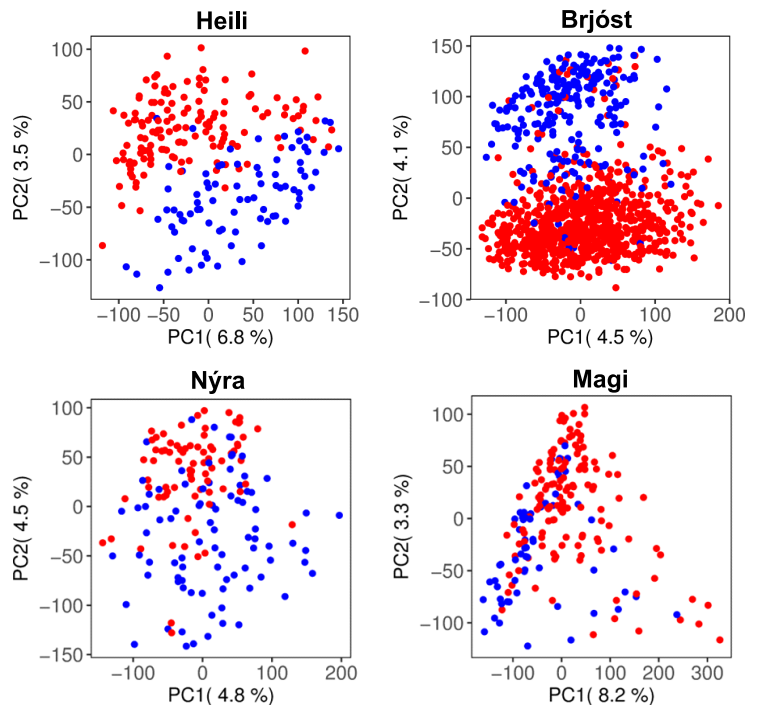 Heili
100
50
0
−50
−100
PC2( 3.5 %)
−100 −50 0 50 100 150
PC1( 6.8 %)
Brjóst
150
100
50
0
−50
−100
PC2( 4.1 %)
−100 0 100 200
PC1( 4.5 %)
Nýra
100
50
0
−50
−100
−150
PC2( 4.5 %)
−100 0 100 200
PC1( 4.8 %)
Magi
100
50
0
−50
−100
PC2( 3.3 %)
−100 0 100 200 300
PC1( 8.2 %)